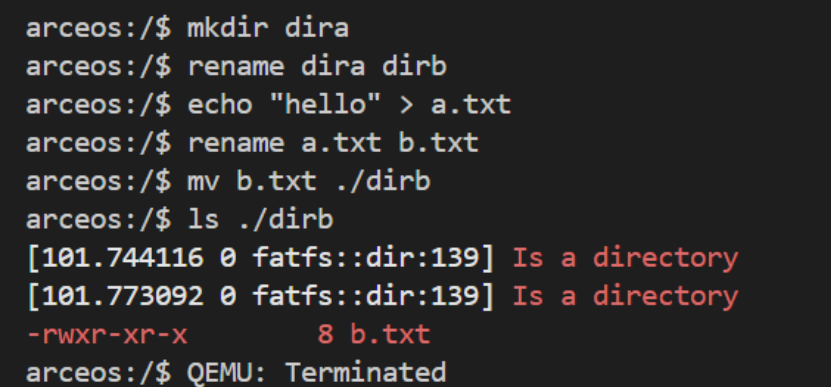 arceos:/$ mkdir dira
arceos:/$ rename dira dirb
arceos:/$ echo "hello" > a.txt
arceos:/$ rename a.txt b.txt
arceos:/$ mv b.txt ./dirb
arceos:/$ ls ./dirb
[101.744116 0 fatfs::dir:139] Is a directory
[101.773092 0 fatfs::dir:139] Is a directory
-rwxr-xr-x        8 b.txt
arceos:/$ QEMU: Terminated